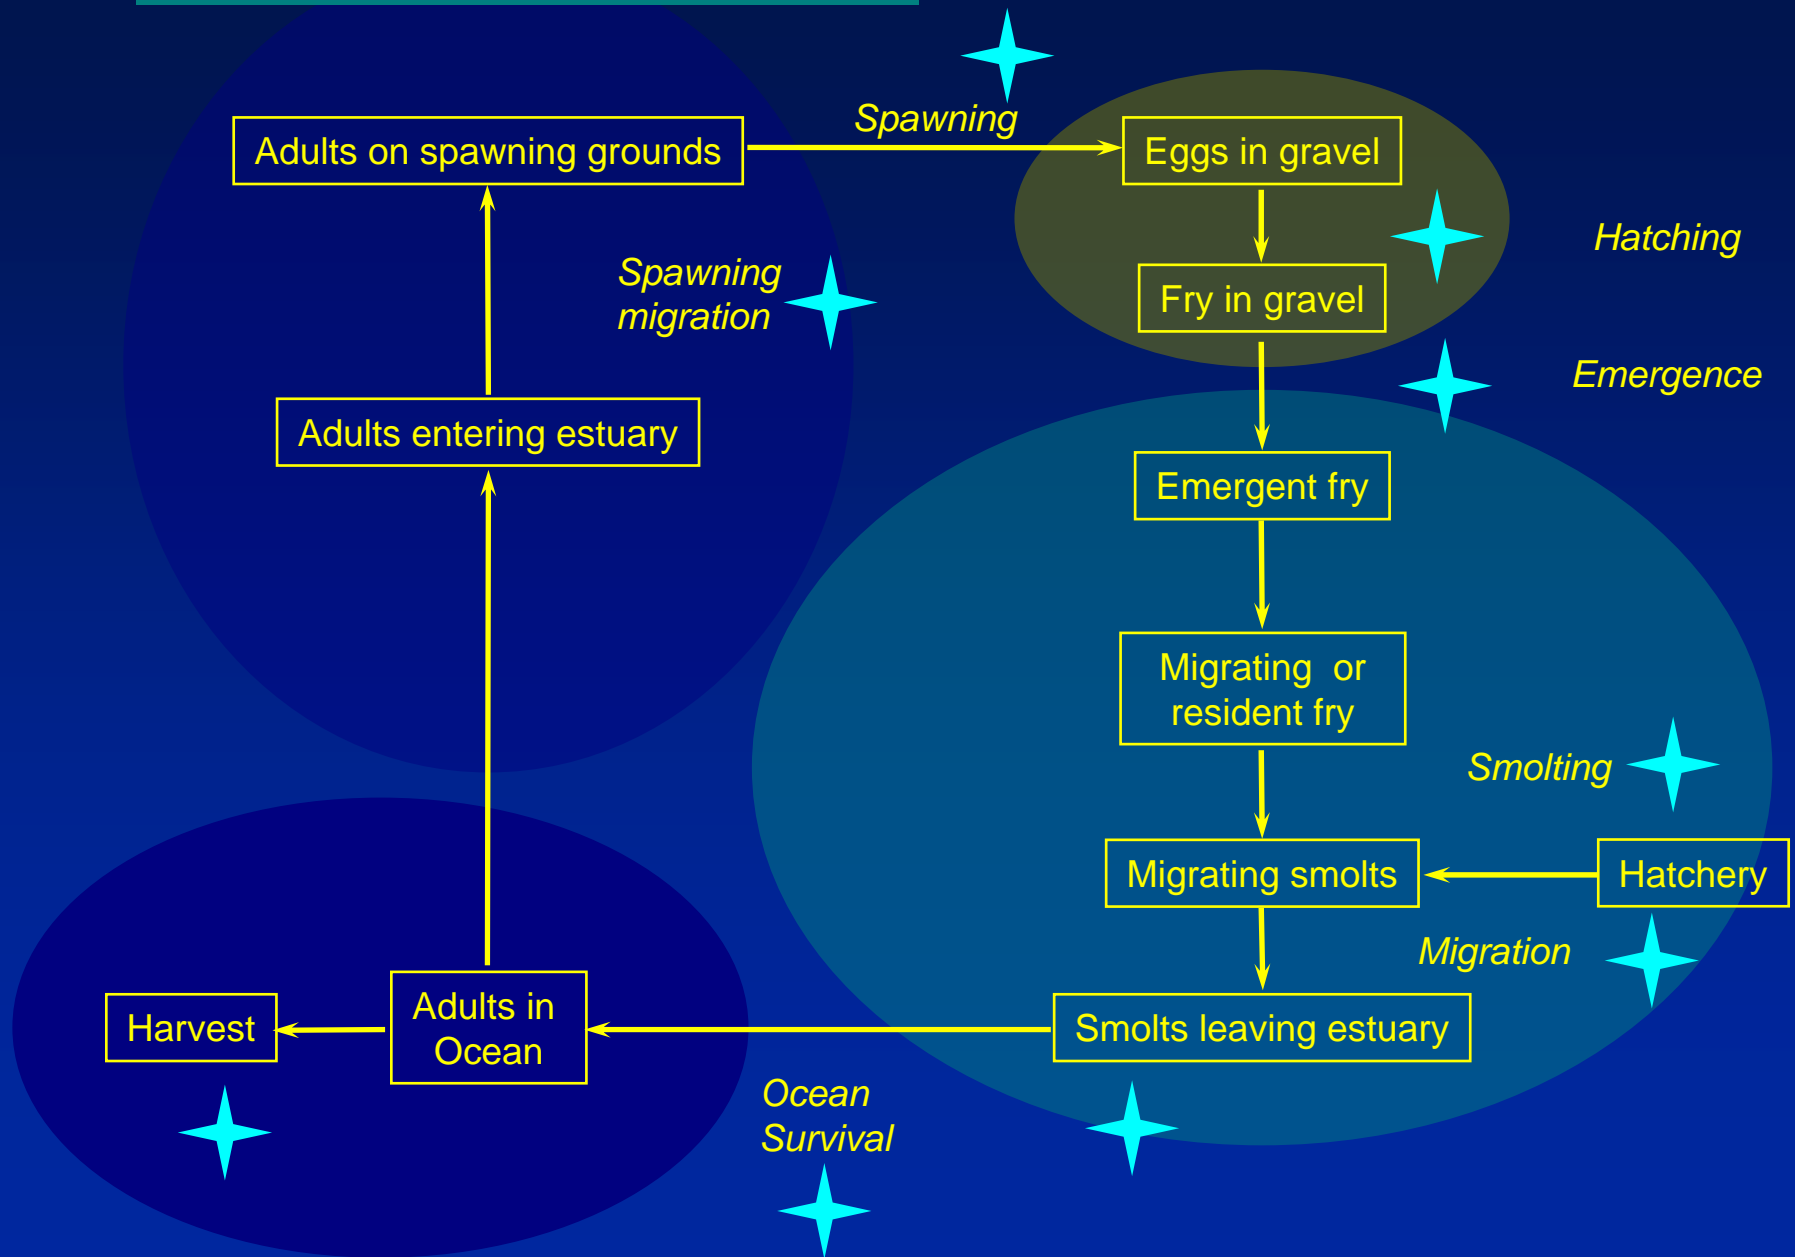 Spawning
Adults on spawning grounds
Eggs in gravel
Hatching
Spawning
migration
Fry in gravel
Emergence
Adults entering estuary
Emergent fry
Migrating or
resident fry
Smolting
Migrating smolts
Hatchery
Migration
Harvest
Adults in
Ocean
Smolts leaving estuary
Ocean
Survival